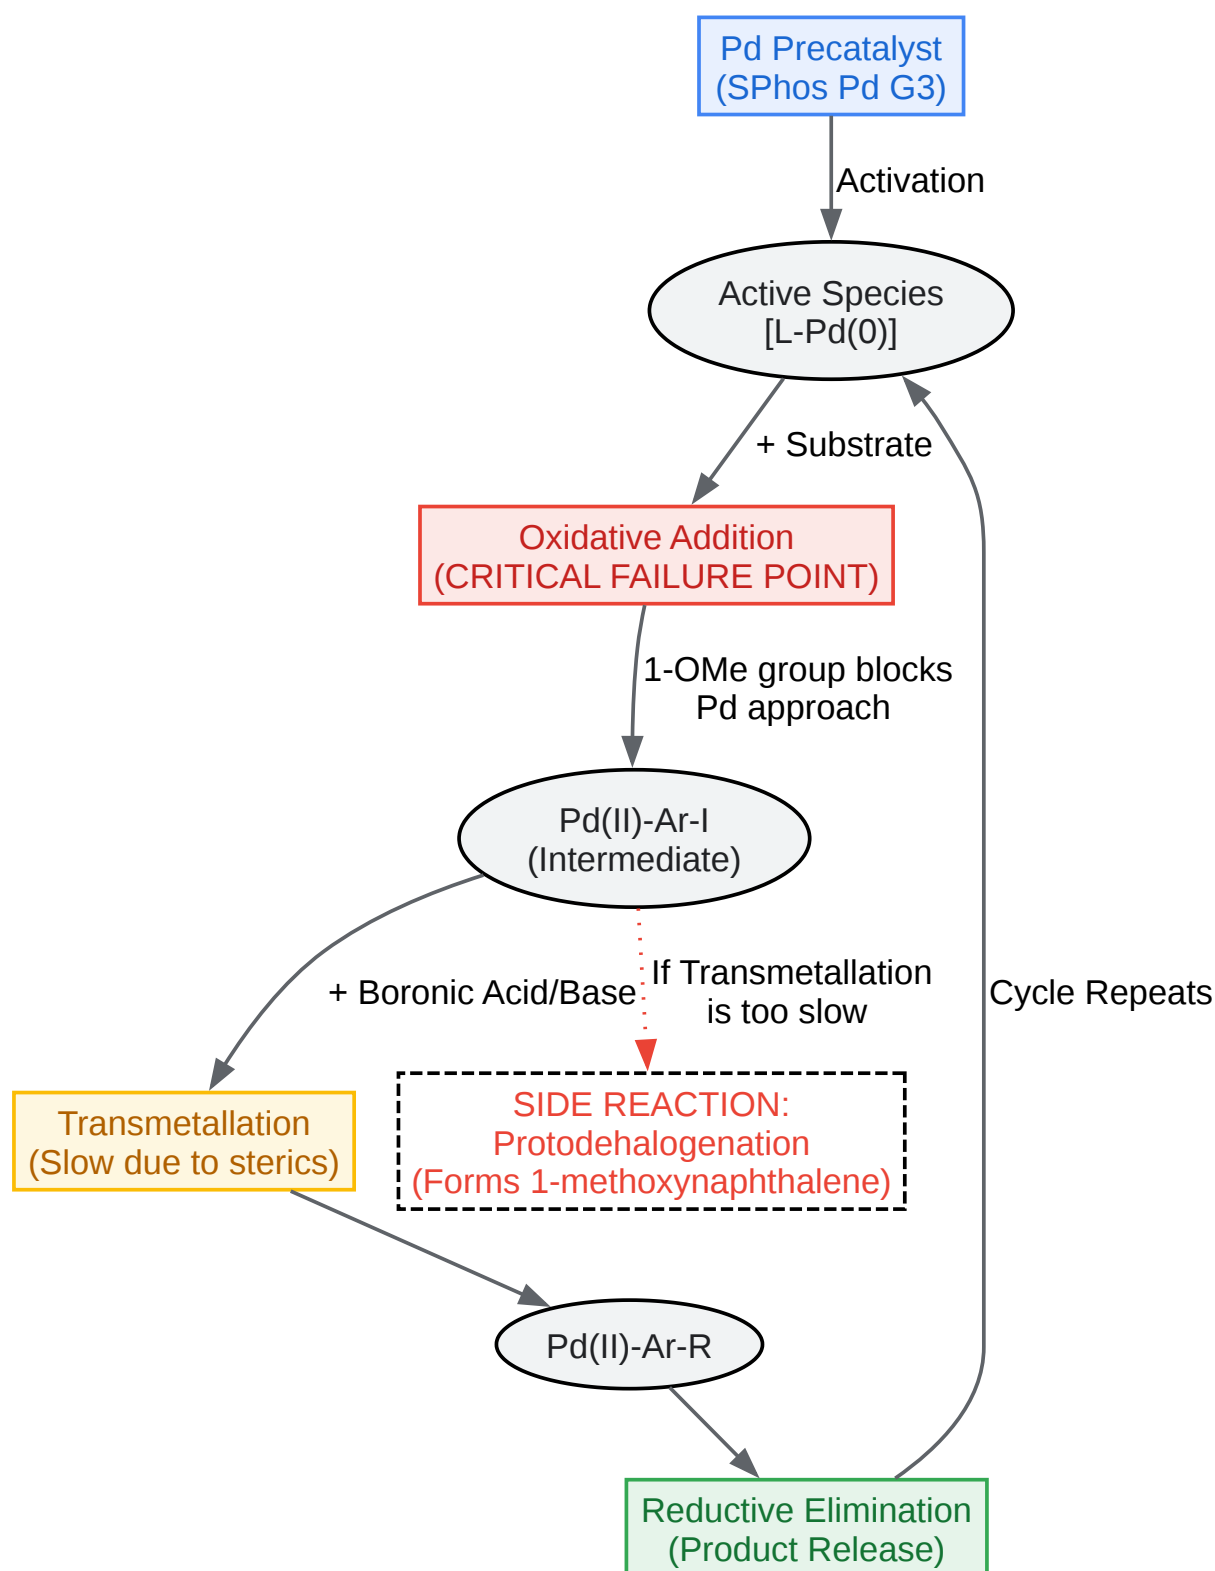 Pd Precatalyst
(SPhos Pd G3)
Activation
Active Species
[L-Pd(0)]
+ Substrate
Oxidative Addition
(CRITICAL FAILURE POINT)
1-OMe group blocks
Pd approach
Pd(II)-Ar-I
(Intermediate)
+ Boronic Acid/Base
If Transmetallation
is too slow
Cycle Repeats
Transmetallation
(Slow due to sterics)
SIDE REACTION:
Protodehalogenation
(Forms 1-methoxynaphthalene)
Pd(II)-Ar-R
Reductive Elimination
(Product Release)